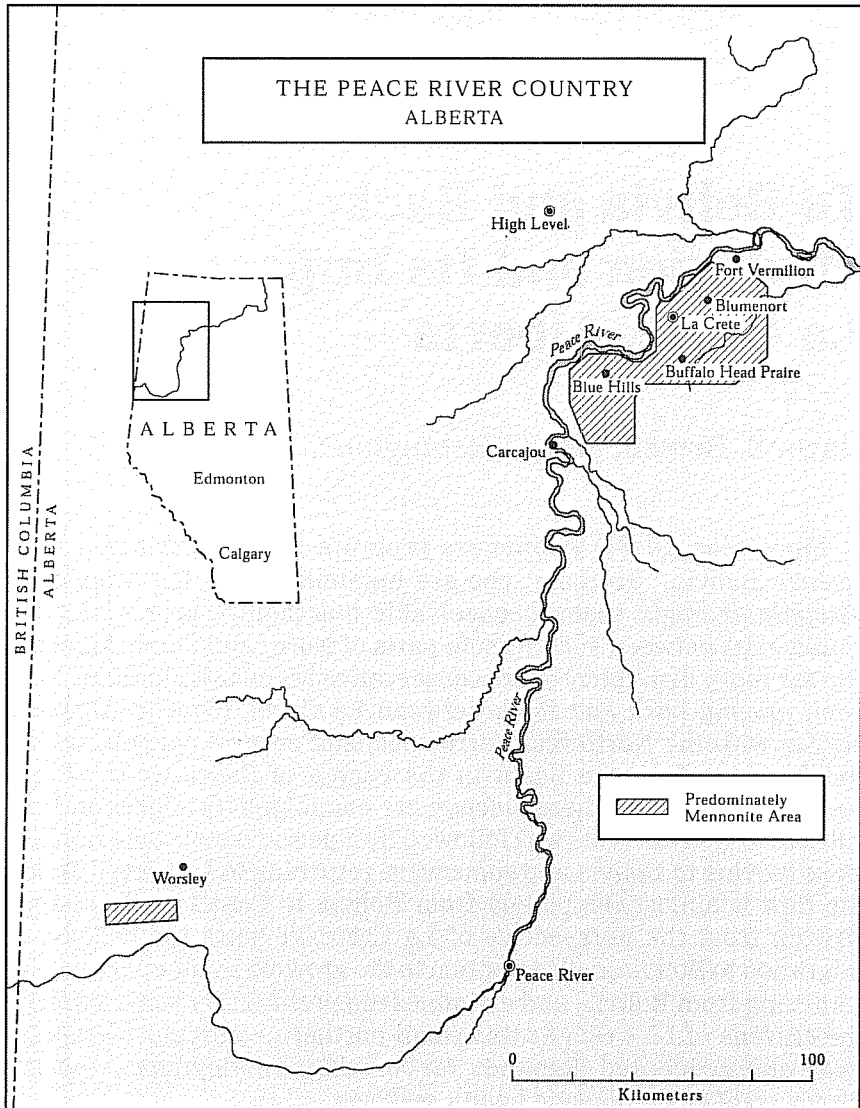 THE PEACE RIVER COUNTRY
ALBERTA
High Level
Fort Vermilion
Blumenort
La Crete
Peace River
Buffalo Head Praire
Blue Hills
ALBERTA
Carcajou
Edmonton
Calgary
BRITISH COLUMBIA
ALBERTA
Peace River
Predominately
Mennonite Area
Worsley
Peace River
0
100
Kilometers